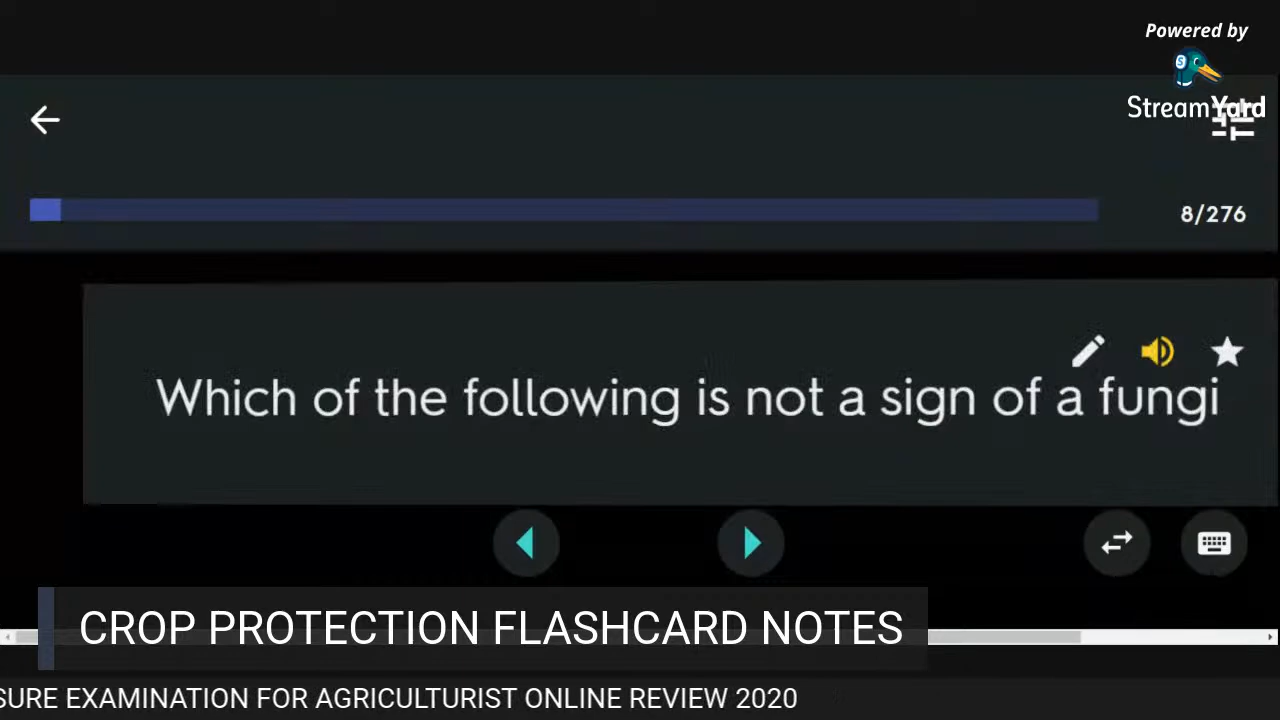 Powered by
StreamYard
8/276
Which of the following is not a sign of a fungi
CROP PROTECTION FLASHCARD NOTES
SURE EXAMINATION FOR AGRICULTURIST ONLINE REVIEW 2020